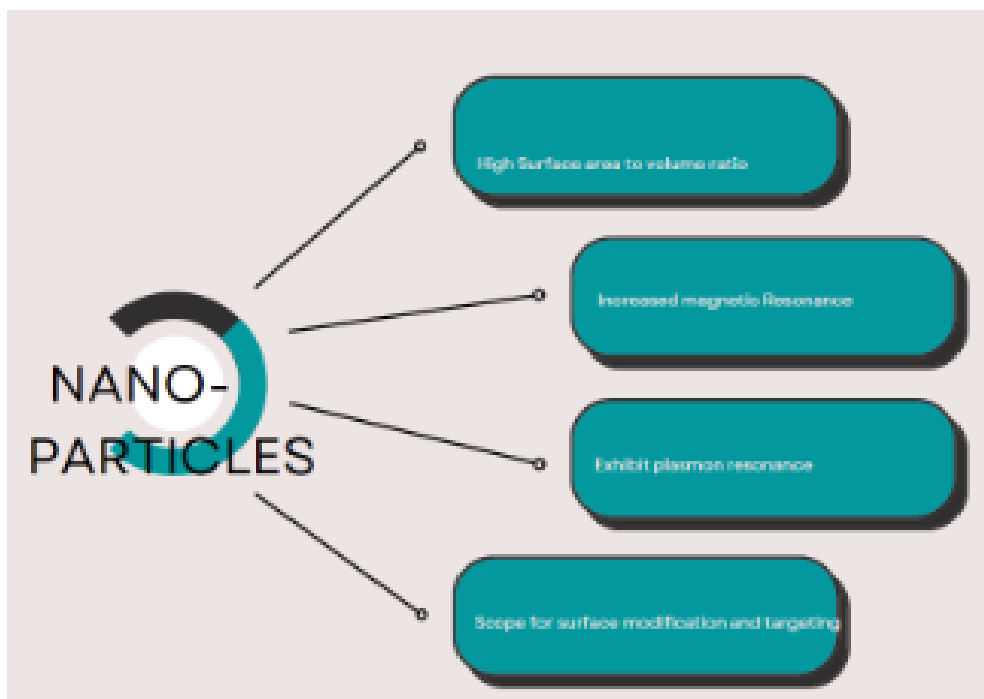 High Surface area to volume ratio
Increased magnetic Resonance
NANO-
PARTICLES
Exhibit plasmon resonance
Scope for surface modification and targeting